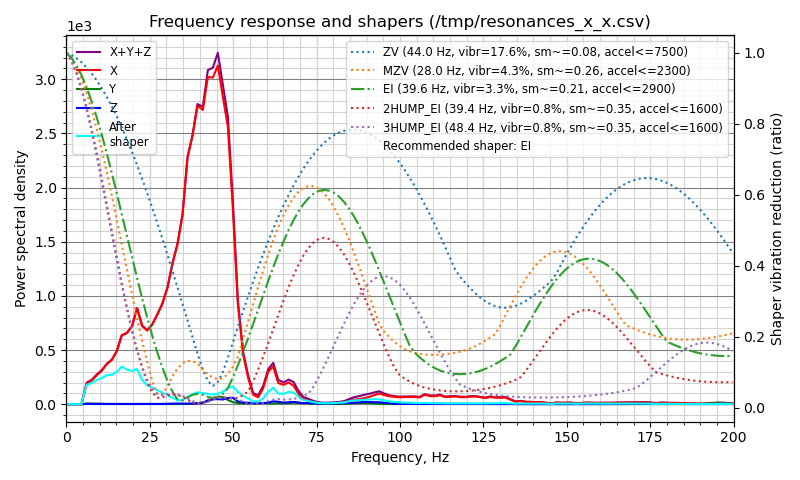 Frequency response and shapers (/tmp/resonances_x_x.csv)
1e3
X+Y+Z
X
Y
Z
After
shaper
ZV (44.0 Hz, vibr=17.6%, sm~=0.08, accel<=7500)
MZV (28.0 Hz, vibr=4.3%, sm~=0.26, accel<=2300)
EI (39.6 Hz, vibr=3.3%, sm~=0.21, accel<=2900)
2HUMP_EI (39.4 Hz, vibr=0.8%, sm~=0.35, accel<=1600)
3HUMP_EI (48.4 Hz, vibr=0.8%, sm~=0.35, accel<=1600)
Recommended shaper: EI
Power spectral density
3.0
2.5
2.0
1.5
1.0
0.5
0.0
1.0
0.8
0.6
0.4
0.2
0.0
Shaper vibration reduction (ratio)
0 25 50 75 100 125 150 175 200
Frequency, Hz